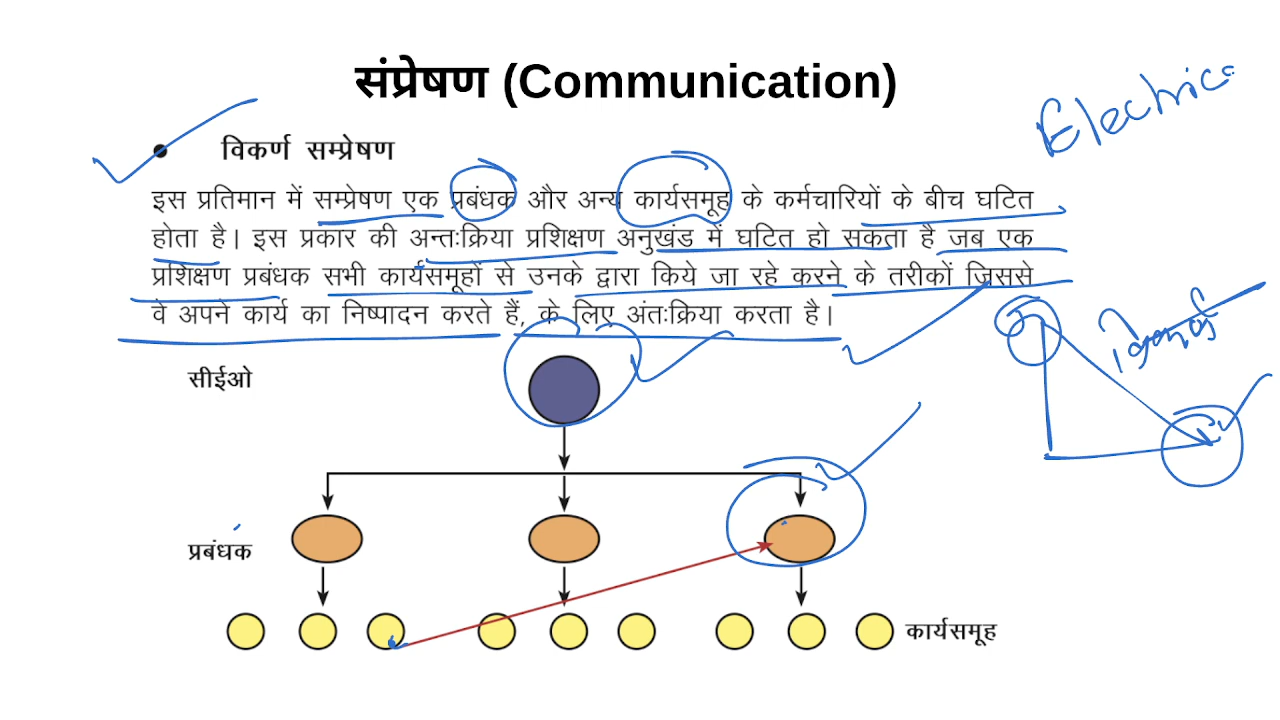 संप्रेषण (Communication)
Electrica
• विकर्ण सम्प्रेषण
इस प्रतिमान में सम्प्रेषण एक प्रबंधक और अन्य कार्यसमूह के कर्मचारियों के बीच घटित
होता है। इस प्रकार की अन्तःक्रिया प्रशिक्षण अनुखंड में घटित हो सकता है जब एक
प्रशिक्षण प्रबंधक सभी कार्यसमूहों से उनके द्वारा किये जा रहे करने के तरीकों जिससे
वे अपने कार्य का निष्पादन करते हैं, के लिए अंतःक्रिया करता है।
सीईओ
प्रबंधक
कार्यसमूह